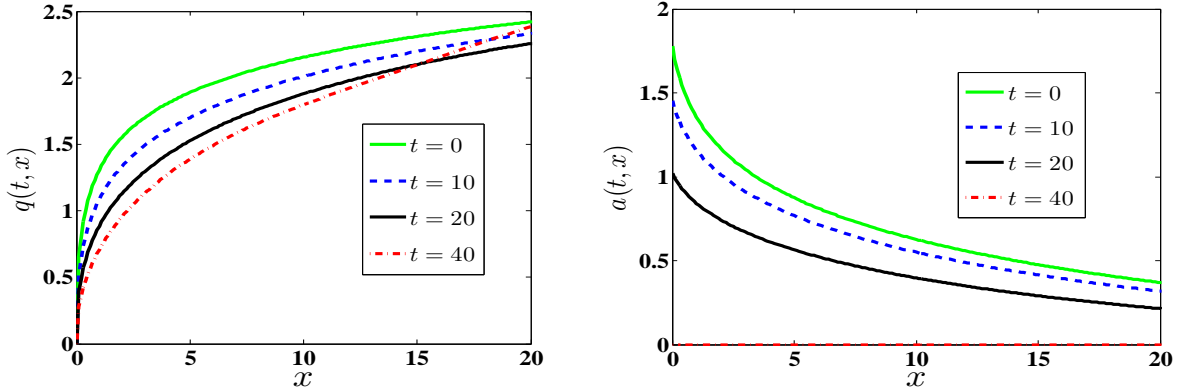 2.5
2
1.5
1
0.5
0
0
5
10
15
20
q(t, x)
x
t = 0
t = 10
t = 20
t = 40
2
1.5
1
0.5
0
0
5
10
15
20
a(t, x)
x
t = 0
t = 10
t = 20
t = 40